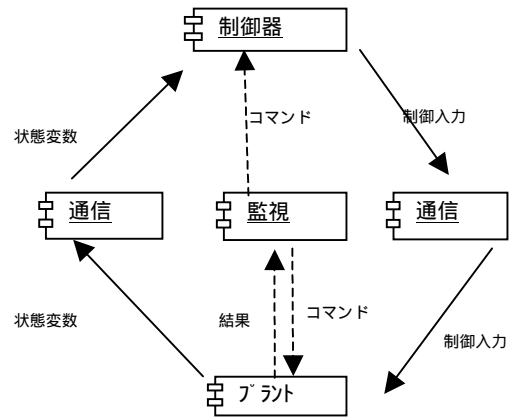 制御器
コマンド
制御入力
状態変数
通信
監視
通信
状態変数
結果
コマンド
制御入力
ﾌﾟﾗﾝﾄ